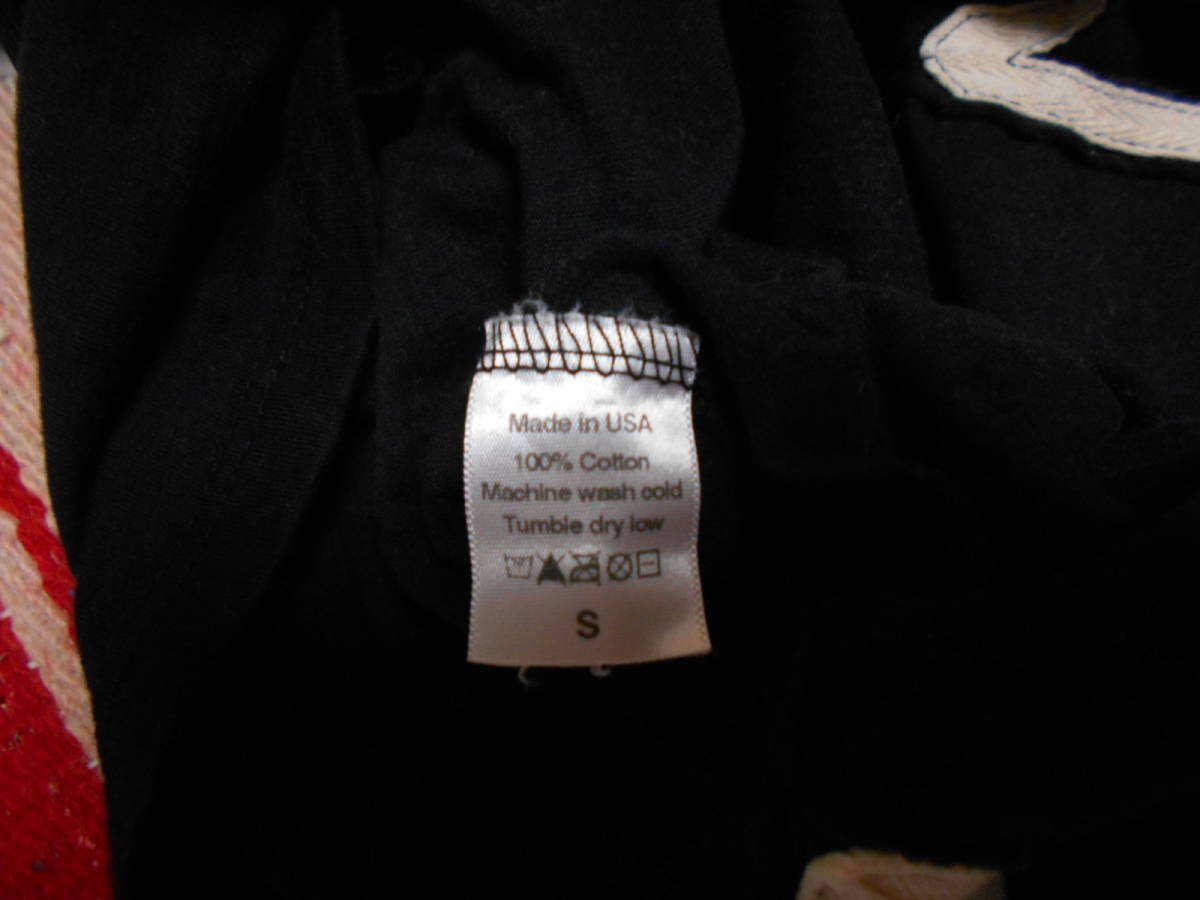 Made in USA
100% Cotton
Machine wash cold
Tumble dry low
S